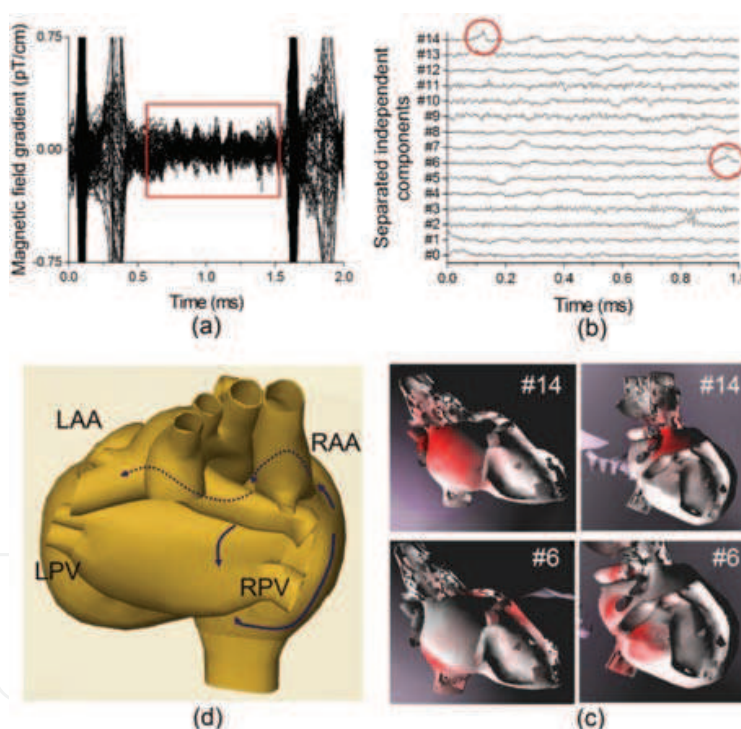 Magnetic field gradient (pT/cm)
0.75
0.00
-0.75
0.0
0.5
1.0
1.5
2.0
Time (ms)
(a)
Separated independent
components
#14
#13
#12
#11
#10
#9
#8
#7
#6
#5
#4
#3
#2
#1
#0
0.0
0.2
0.4
0.6
0.8
1.0
Time (ms)
(b)
LAA
RAA
LPV
RPV
(d)
#14
#14
#6
#6
(c)